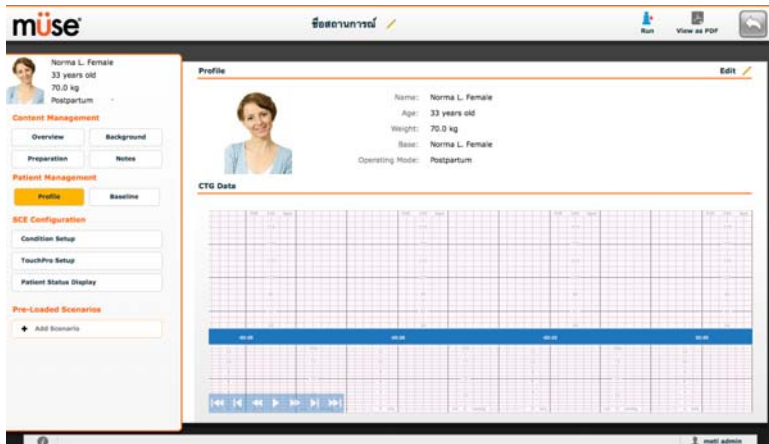 müse
ชื่อสถานการณ์
Run
View as PDF
Norma L. Female
33 years old
70.0 kg
Postpartum
Content Management
Overview
Background
Preparation
Notes
Patient Management
Profile
Baseline
SCE Configuration
Condition Setup
TouchPro Setup
Patient Status Display
Pre-Loaded Scenarios
+ Add Scenario
Profile
Edit
Name: Norma L. Female
Age: 33 years old
Weight: 70.0 kg
Base: Norma L. Female
Operating Mode: Postpartum
CTG Data
meti admin